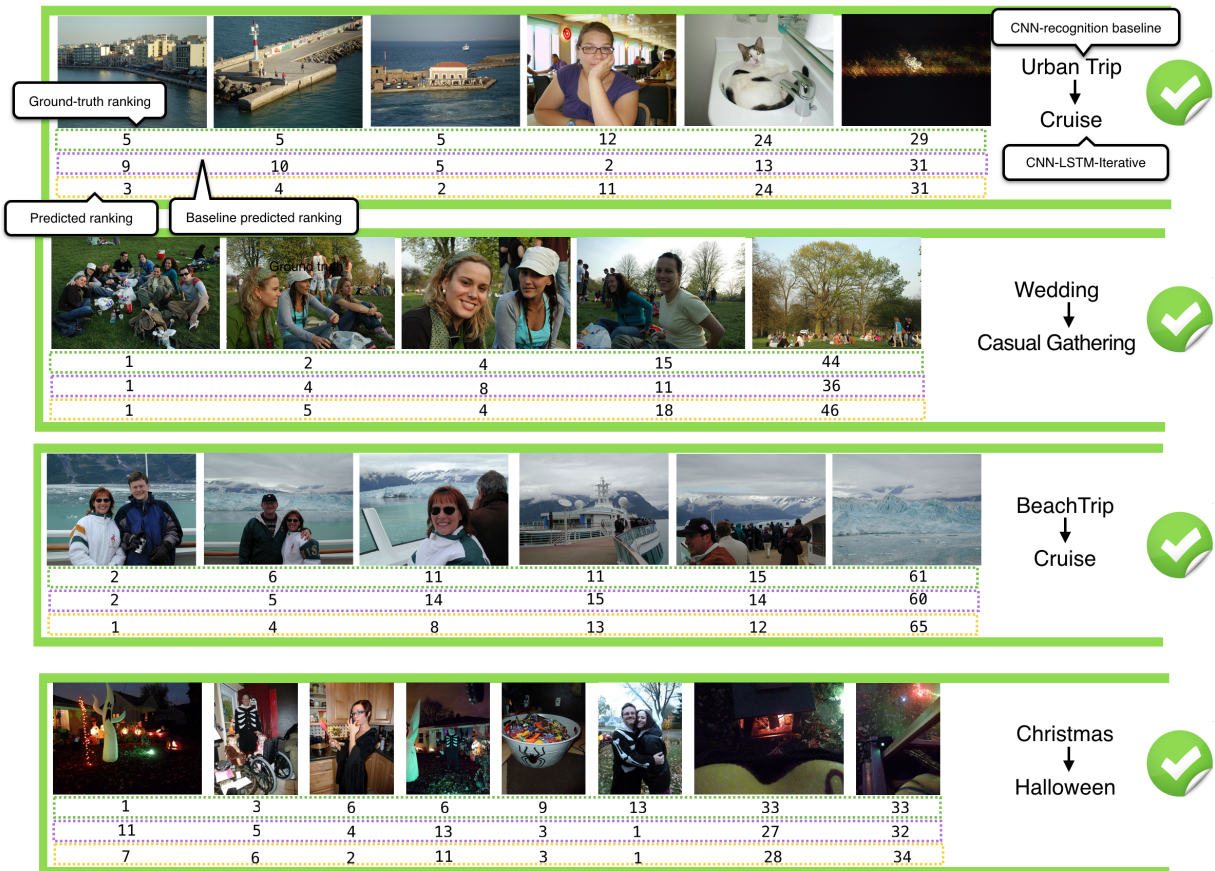 CNN-recognition baseline
Urban Trip
Cruise
CNN-LSTM-Iterative
Ground-truth ranking
5 5 5 12 24 29
9 10 5 2 13 31
3 4 2 11 24 31
Predicted ranking
Baseline predicted ranking
Ground truth
Wedding
Casual Gathering
1 2 4 15 44
1 4 8 11 36
1 5 4 18 46
BeachTrip
Cruise
2 6 11 11 15 61
2 5 14 15 14 60
1 4 8 13 12 65
Christmas
Halloween
1 3 6 6 9 13 33 33
11 5 4 13 3 1 27 32
7 6 2 11 3 1 28 34